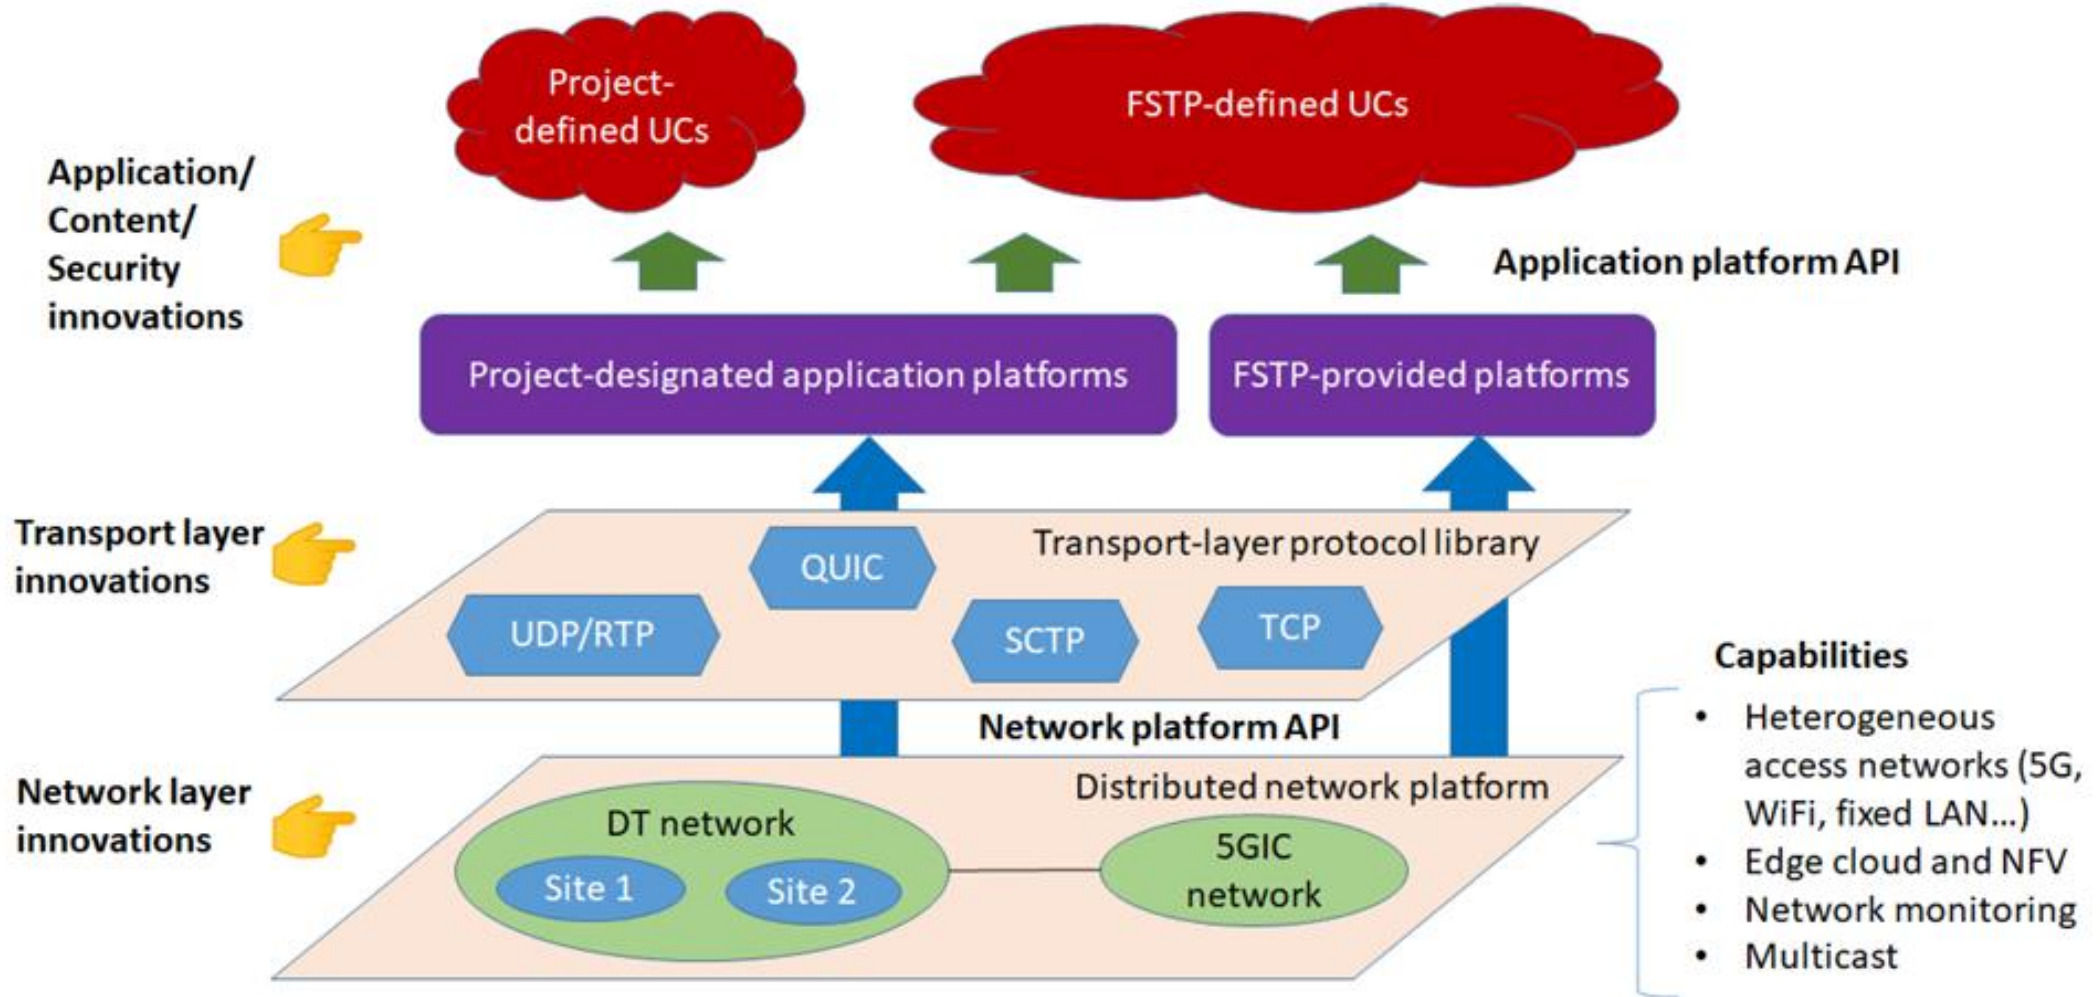 Project-
defined UCs
FSTP-defined UCs
Application/
Content/
Security
innovations
Application platform API
Project-designated application platforms
FSTP-provided platforms
Transport layer
innovations
Transport-layer protocol library
QUIC
UDP/RTP
SCTP
TCP
Network platform API
Network layer
innovations
Distributed network platform
DT network
Site 1
Site 2
5GIC
network
Capabilities
• Heterogeneous
access networks (5G,
WiFi, fixed LAN...)
• Edge cloud and NFV
• Network monitoring
• Multicast